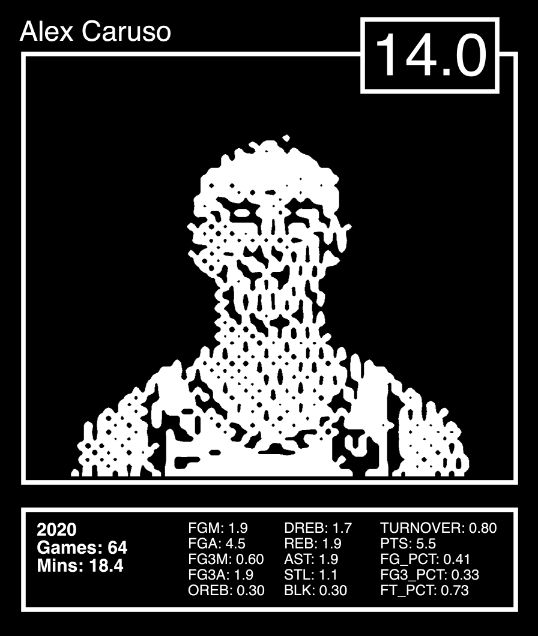 Alex Caruso
14.0
2020
Games: 64
Mins: 18.4
FGM: 1.9
FGA: 4.5
FG3M: 0.60
FG3A: 1.9
OREB: 0.30
DREB: 1.7
REB: 1.9
AST: 1.9
STL: 1.1
BLK: 0.30
TURNOVER: 0.80
PTS: 5.5
FG_PCT: 0.41
FG3_PCT: 0.33
FT_PCT: 0.73